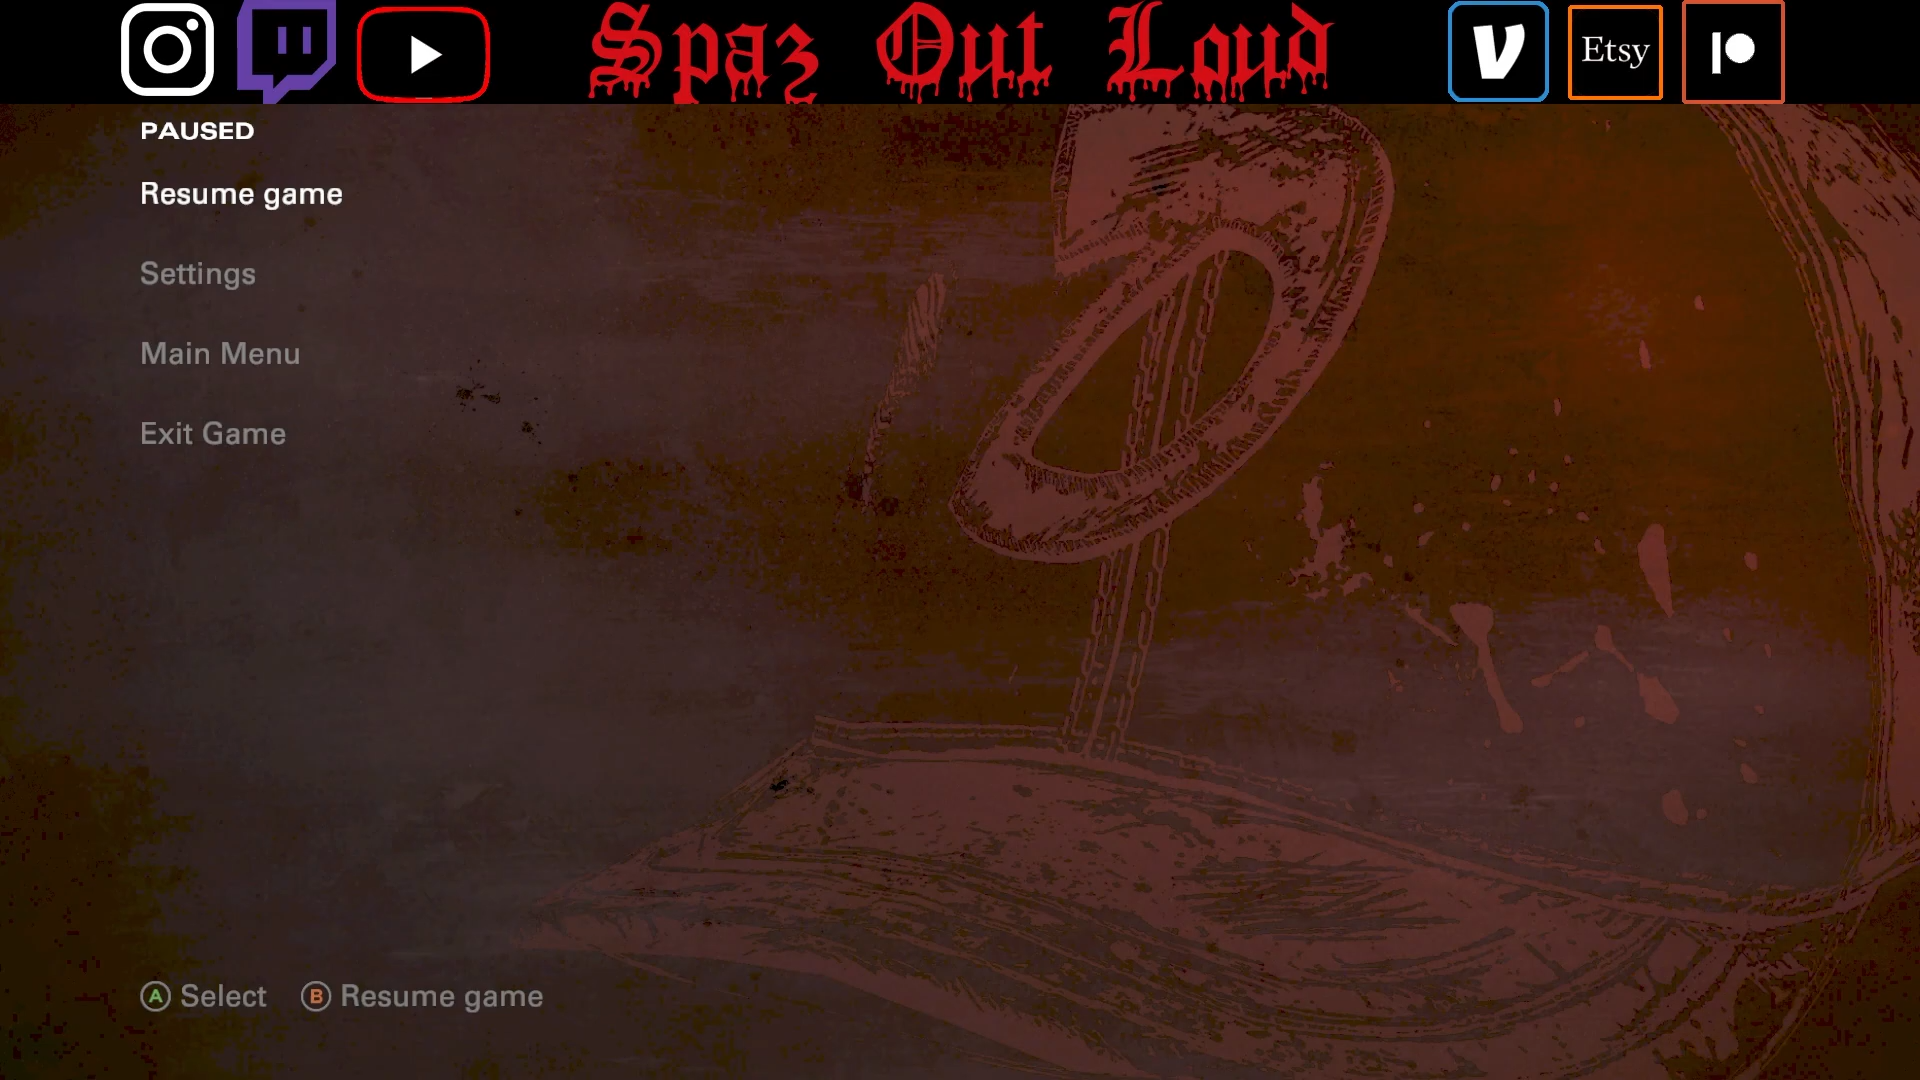 Spaz Out Loud
Etsy
PAUSED
Resume game
Settings
Main Menu
Exit Game
A Select B Resume game